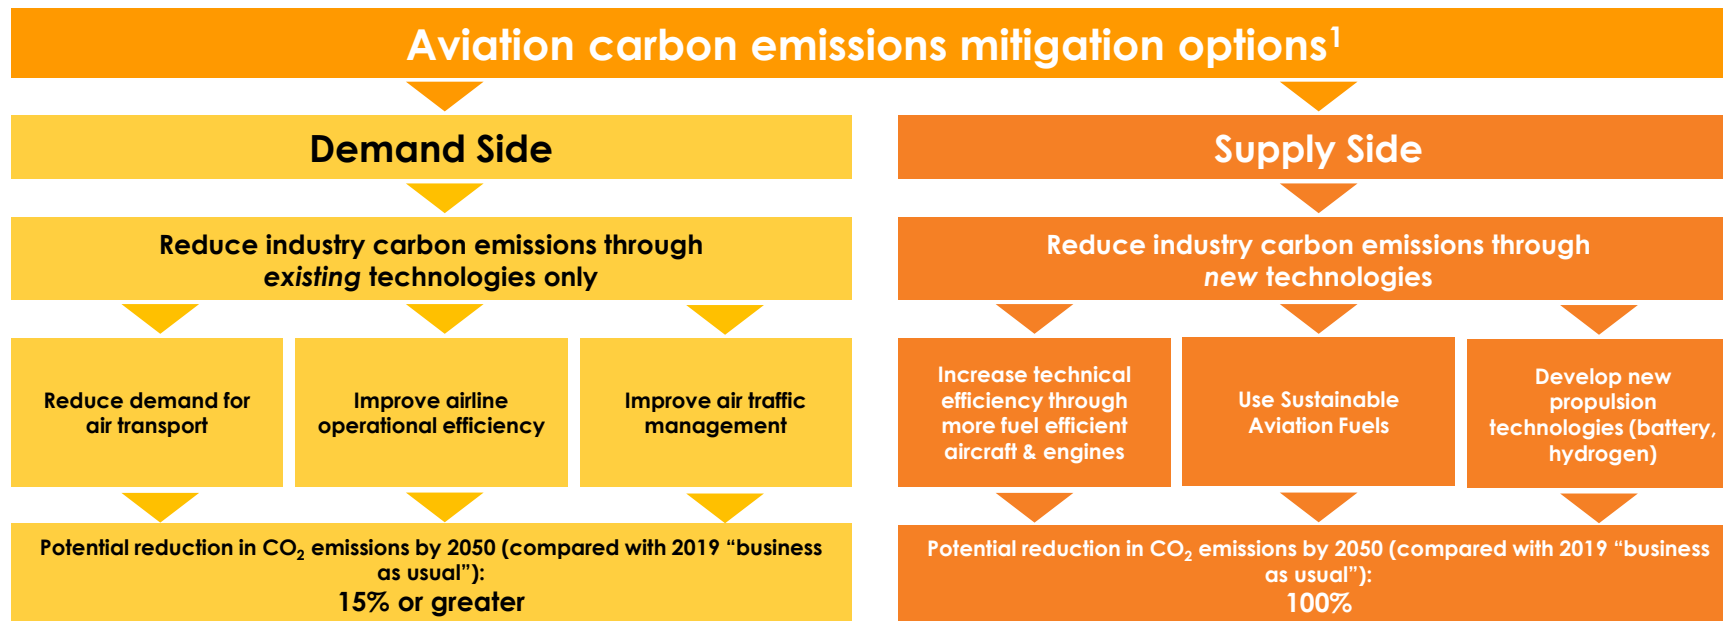 Aviation carbon emissions mitigation options¹
Demand Side
Reduce industry carbon emissions through
existing technologies only
Reduce demand for
air transport
Improve airline
operational efficiency
Improve air traffic
management
Potential reduction in CO₂ emissions by 2050 (compared with 2019 “business
as usual”):
15% or greater
Supply Side
Reduce industry carbon emissions through
new technologies
Increase technical
efficiency through
more fuel efficient
aircraft & engines
Use Sustainable
Aviation Fuels
Develop new
propulsion
technologies (battery,
hydrogen)
Potential reduction in CO₂ emissions by 2050 (compared with 2019 “business
as usual”):
100%